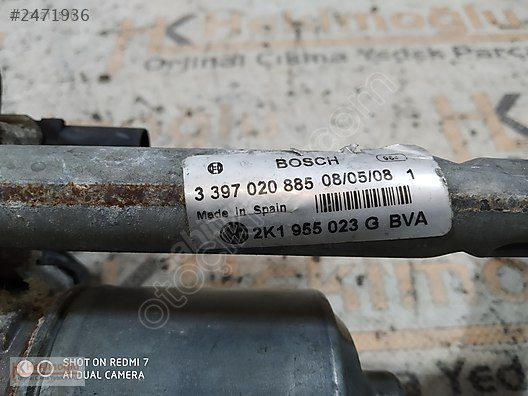 #2471936
Orjinal Çıkma Yedek Parça
BOSCH
3 397 020 885 08/05/08 1
Made in Spain
2K1 955 023 G BVA
SHOT ON REDMI 7
AI DUAL CAMERA